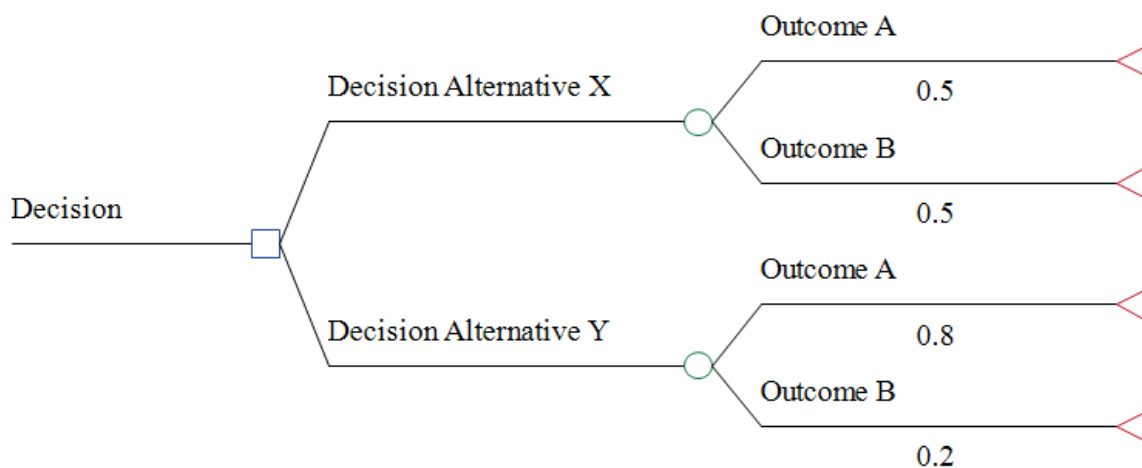 Outcome A
Decision Alternative X
0.5
Outcome B
Decision
0.5
Outcome A
Decision Alternative Y
0.8
Outcome B
0.2